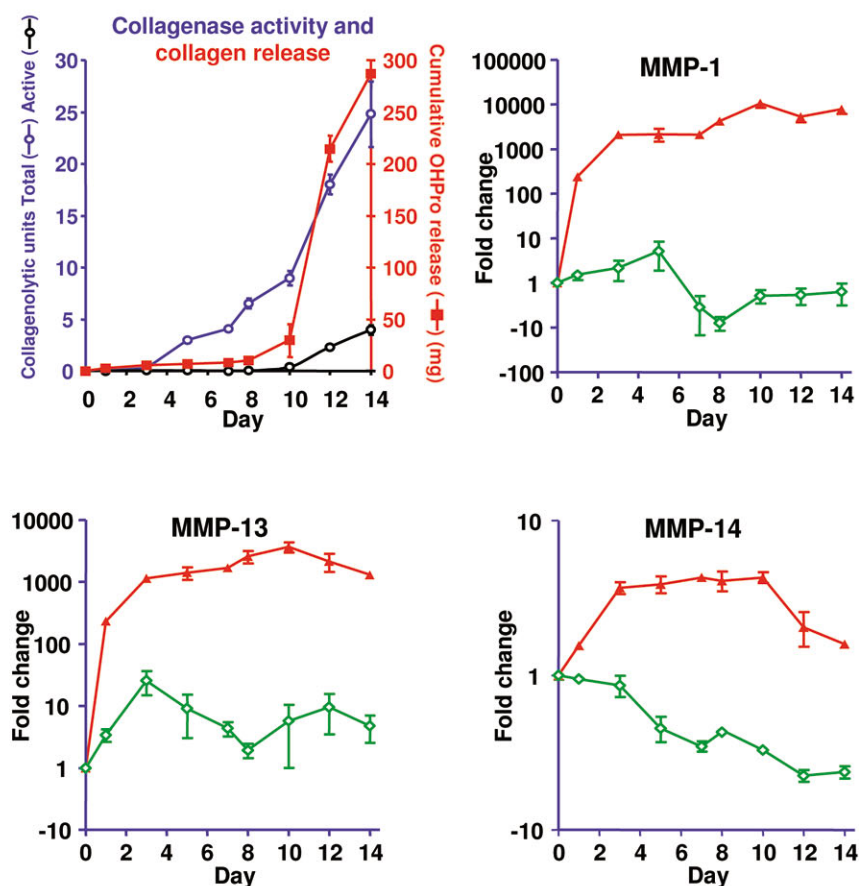 Collagenase activity and
collagen release
Collagenolytic units Total (–o–) Active (–o–)
30
25
20
15
10
5
0
Cumulative OHPro release (–■–) (mg)
300
250
200
150
100
50
0
0 2 4 6 8 10 12 14
Day
MMP-1
Fold change
100000
10000
1000
100
10
1
-10
-100
0 2 4 6 8 10 12 14
Day
MMP-13
Fold change
10000
1000
100
10
1
-10
0 2 4 6 8 10 12 14
Day
MMP-14
Fold change
10
1
-10
0 2 4 6 8 10 12 14
Day